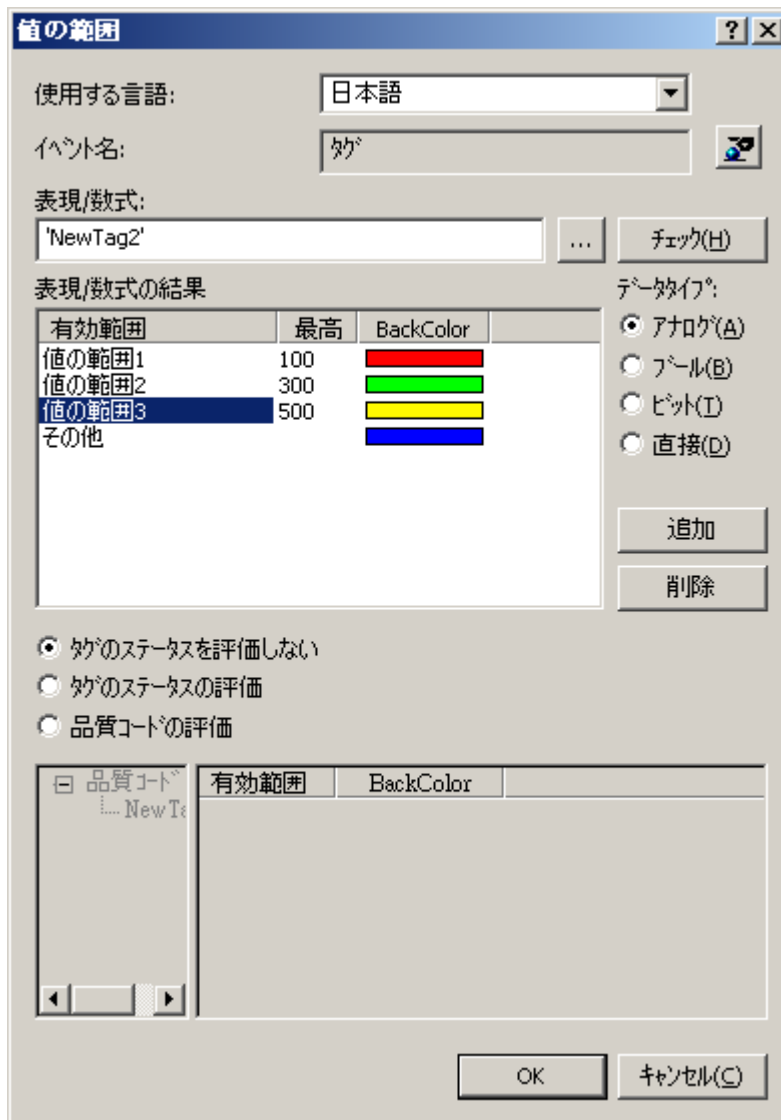 値の範囲
使用する言語: 日本語
ｲﾍﾞﾝﾄ名: ﾀｸﾞ
表現/数式:
'NewTag2' ... ﾁｪｯｸ(H)
表現/数式の結果 ﾃﾞｰﾀﾀｲﾌﾟ:
有効範囲 最高 BackColor ｱﾅﾛｸﾞ(A)
値の範囲1 100
値の範囲2 300 ﾌﾞｰﾙ(B)
値の範囲3 500 ﾋﾞｯﾄ(T)
その他 直接(D)
追加
削除
ﾀｸﾞのｽﾃｰﾀｽを評価しない
ﾀｸﾞのｽﾃｰﾀｽの評価
品質ｺｰﾄﾞの評価
品質ｺｰﾄﾞ 有効範囲 BackColor
NewTa
OK ｷｬﾝｾﾙ(C)